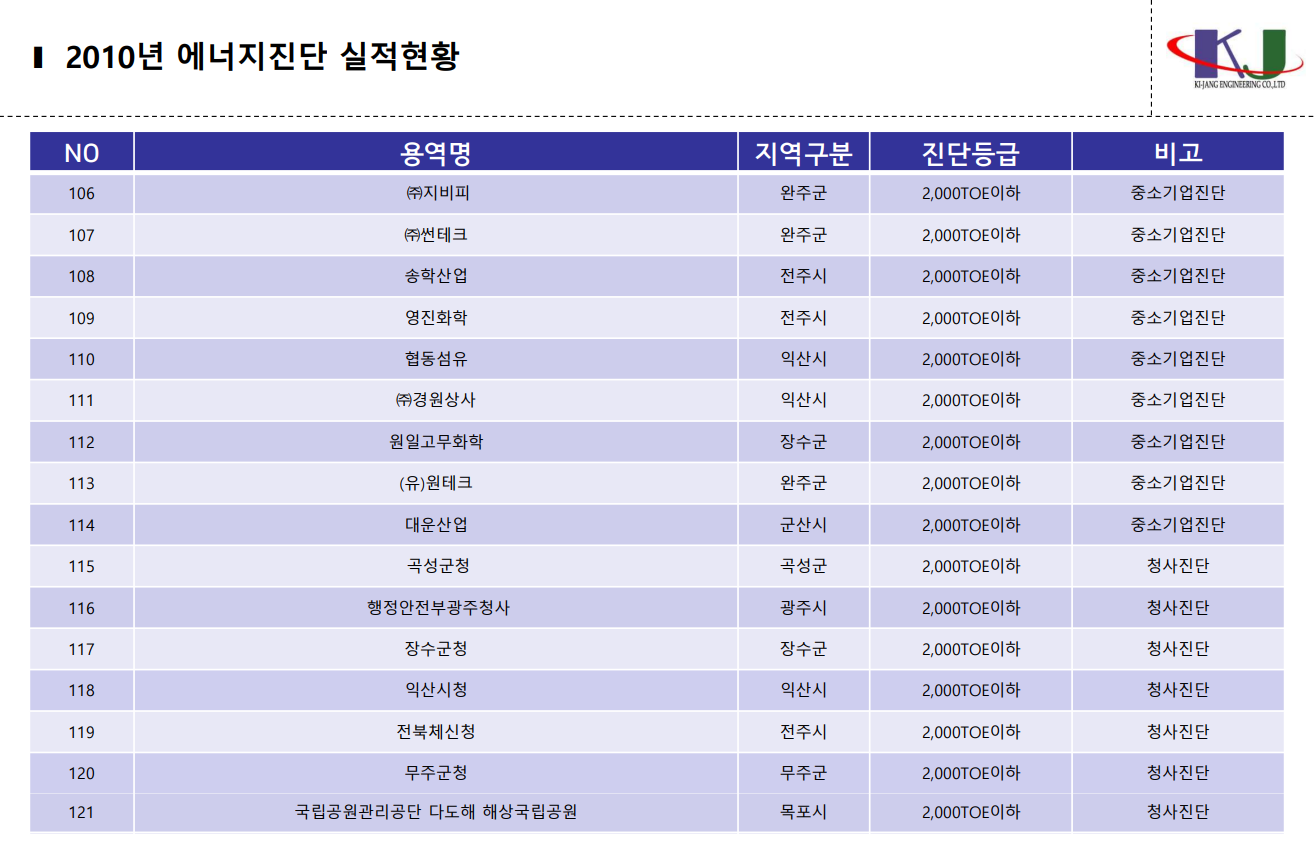 2010년 에너지진단 실적현황
KJ
KI-JANG ENGINEERING CO.,LTD
NO 용역명 지역구분 진단등급 비고
106 ㈜지비피 완주군 2,000TOE이하 중소기업진단
107 ㈜썬테크 완주군 2,000TOE이하 중소기업진단
108 송학산업 전주시 2,000TOE이하 중소기업진단
109 영진화학 전주시 2,000TOE이하 중소기업진단
110 협동섬유 익산시 2,000TOE이하 중소기업진단
111 ㈜경원상사 익산시 2,000TOE이하 중소기업진단
112 원일고무화학 장수군 2,000TOE이하 중소기업진단
113 (유)원테크 완주군 2,000TOE이하 중소기업진단
114 대운산업 군산시 2,000TOE이하 중소기업진단
115 곡성군청 곡성군 2,000TOE이하 청사진단
116 행정안전부광주청사 광주시 2,000TOE이하 청사진단
117 장수군청 장수군 2,000TOE이하 청사진단
118 익산시청 익산시 2,000TOE이하 청사진단
119 전북체신청 전주시 2,000TOE이하 청사진단
120 무주군청 무주군 2,000TOE이하 청사진단
121 국립공원관리공단 다도해 해상국립공원 목포시 2,000TOE이하 청사진단